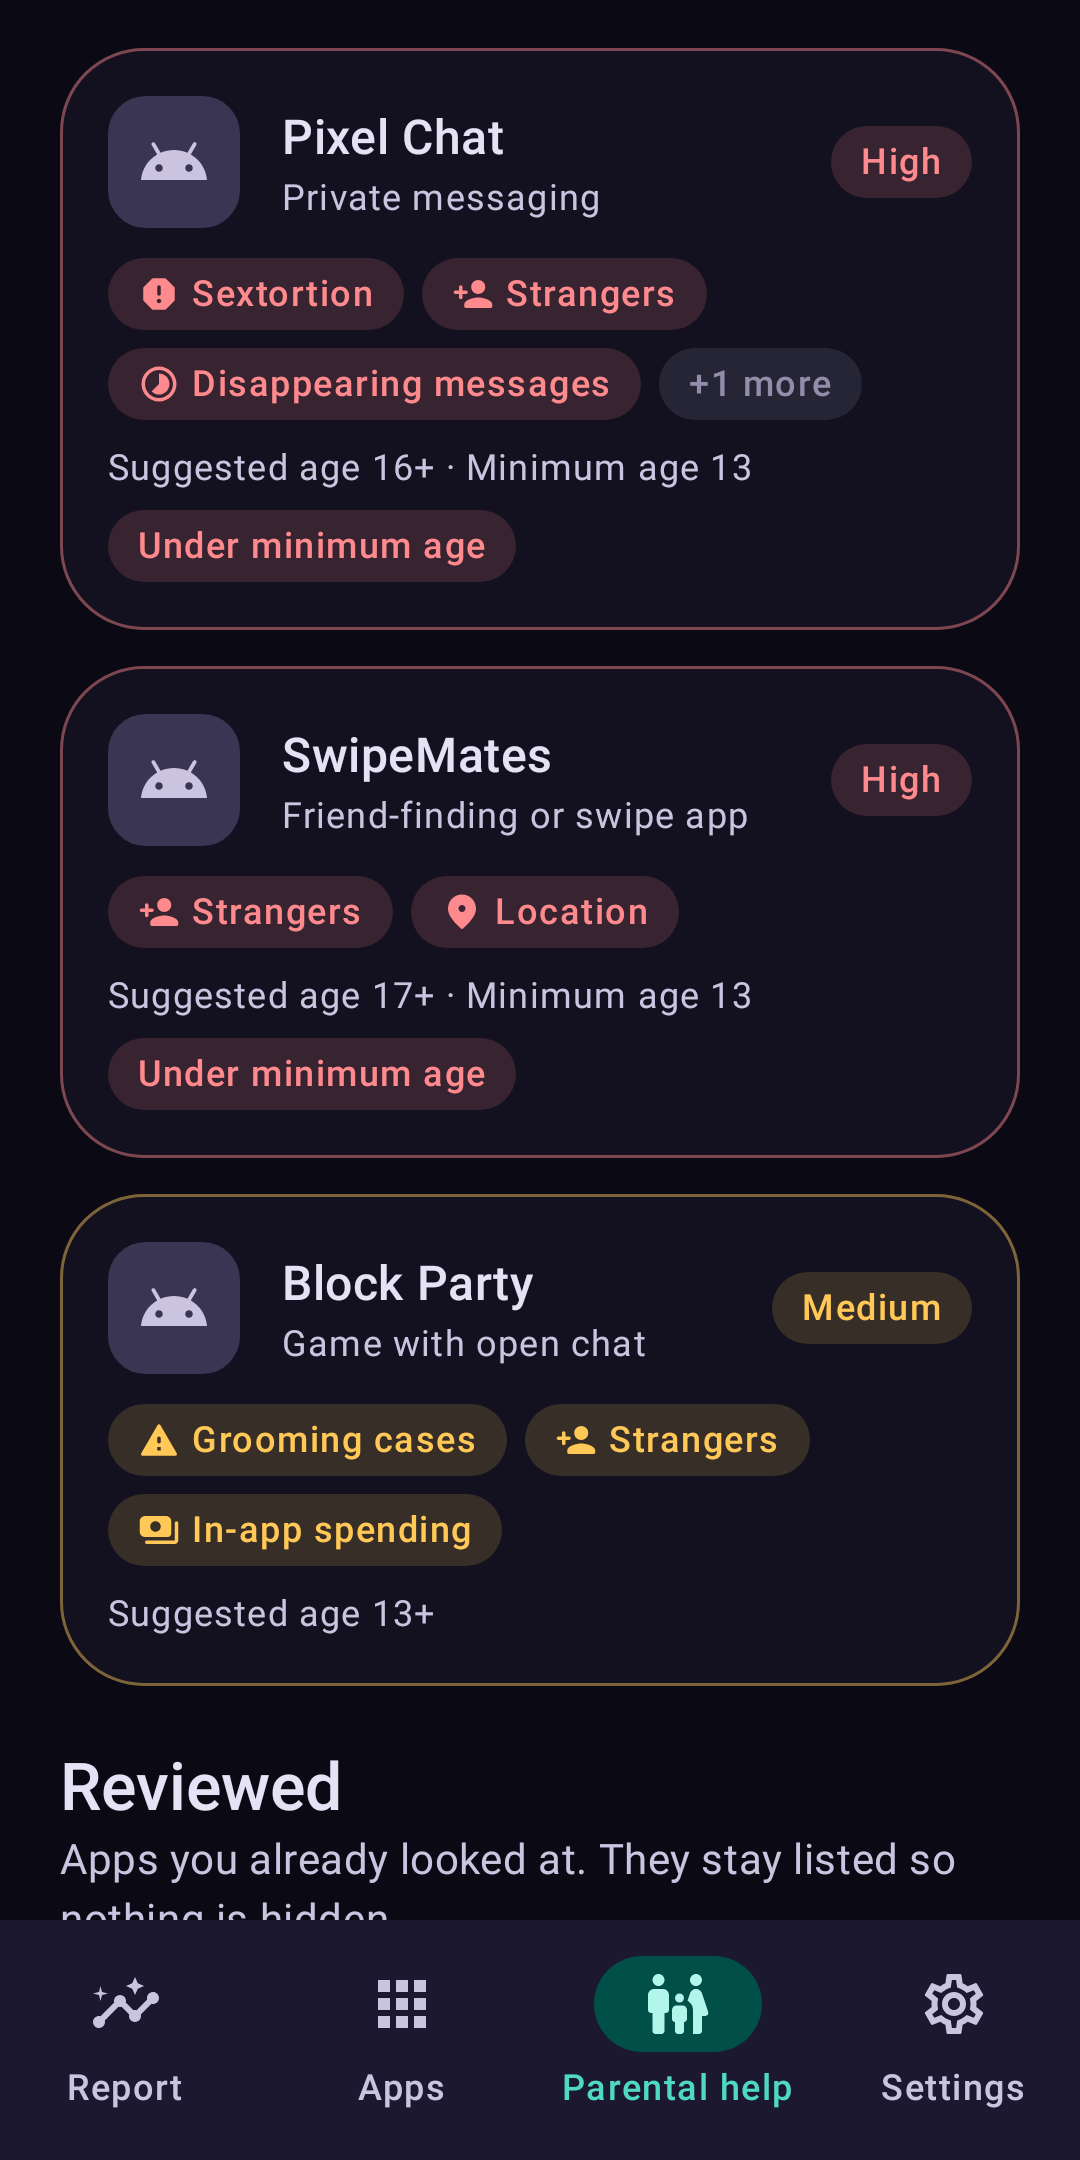 Pixel Chat
Private messaging
High
Sextortion
Strangers
Disappearing messages
+1 more
Suggested age 16+ · Minimum age 13
Under minimum age
SwipeMates
Friend-finding or swipe app
High
Strangers
Location
Suggested age 17+ · Minimum age 13
Under minimum age
Block Party
Game with open chat
Medium
Grooming cases
Strangers
In-app spending
Suggested age 13+
Reviewed
Apps you already looked at. They stay listed so
nothing is hidden
Report
Apps
Parental help
Settings